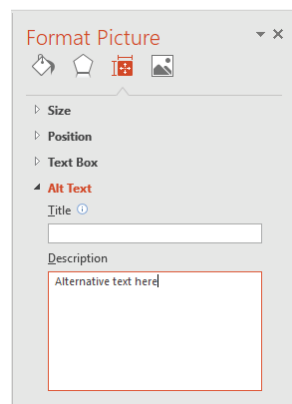 Format Picture
Size
Position
Text Box
Alt Text
Title
Description
Alternative text here